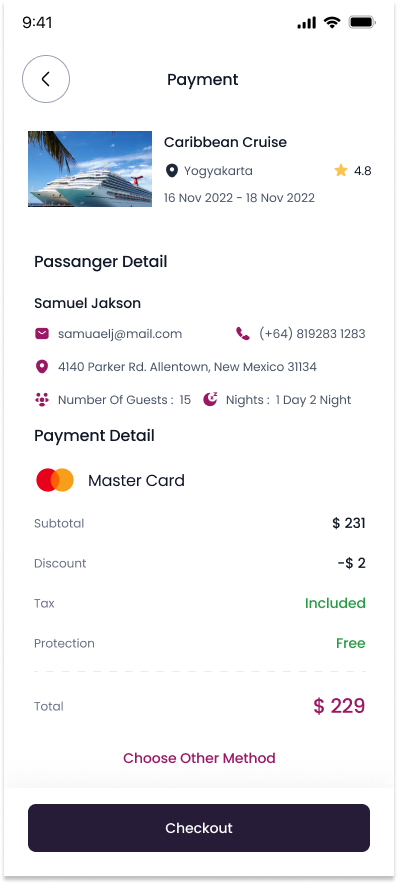 9:41
Payment
Caribbean Cruise
Yogyakarta 4.8
16 Nov 2022 - 18 Nov 2022
Passanger Detail
Samuel Jakson
samuaelj@mail.com (+64) 819283 1283
4140 Parker Rd. Allentown, New Mexico 31134
Number Of Guests : 15 Nights : 1 Day 2 Night
Payment Detail
Master Card
Subtotal $ 231
Discount -$ 2
Tax Included
Protection Free
Total $ 229
Choose Other Method
Checkout